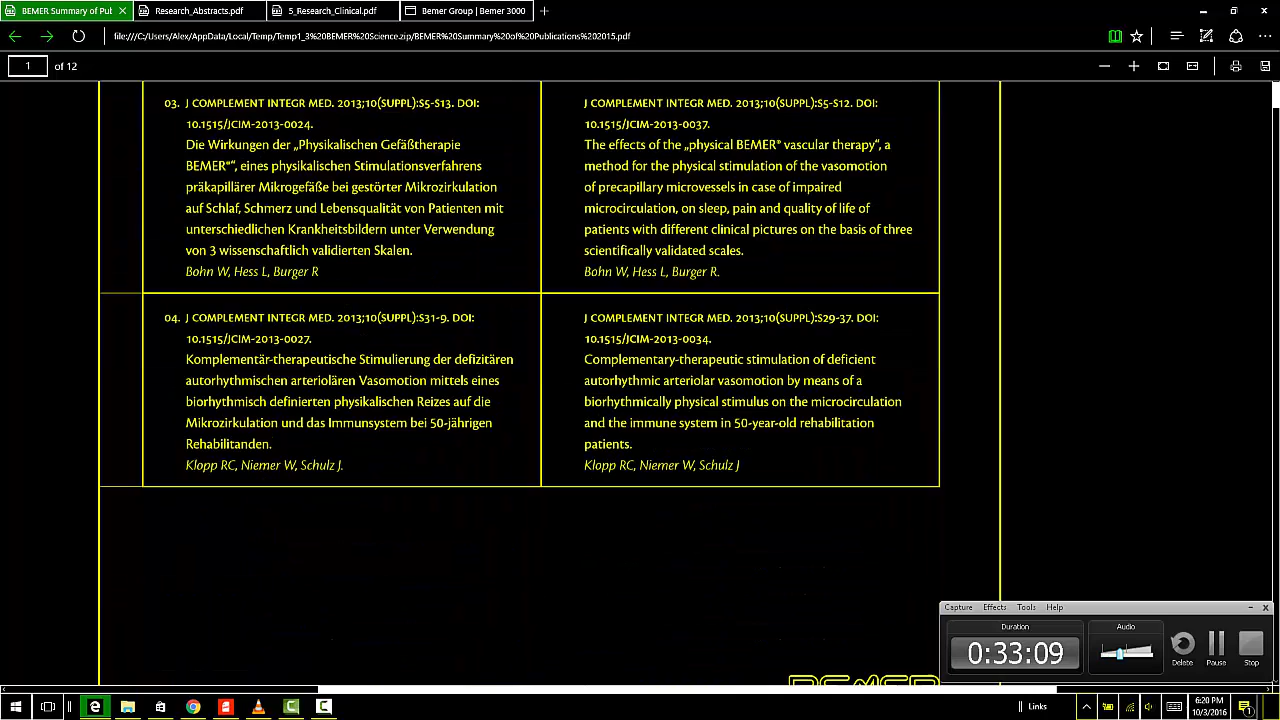 BEMER Summary of Pul
Research_Abstracts.pdf
5_Research_Clinical.pdf
Bemer Group | Bemer 3000
file:///C:/Users/Alex/AppData/Local/Temp/Temp1_3%20BEMER%20Science.zip/BEMER%20Summary%20of%20Publications%202015.pdf
1 of 12
03. J COMPLEMENT INTEGR MED. 2013;10(SUPPL):S5-S13. DOI:
10.1515/JCIM-2013-0024.
Die Wirkungen der „Physikalischen Gefäßtherapie
BEMER®“, eines physikalischen Stimulationsverfahrens
präkapillärer Mikrogefäße bei gestörter Mikrozirkulation
auf Schlaf, Schmerz und Lebensqualität von Patienten mit
unterschiedlichen Krankheitsbildern unter Verwendung
von 3 wissenschaftlich validierten Skalen.
Bohn W, Hess L, Burger R
J COMPLEMENT INTEGR MED. 2013;10(SUPPL):S5-S12. DOI:
10.1515/JCIM-2013-0037.
The effects of the „physical BEMER® vascular therapy“, a
method for the physical stimulation of the vasomotion
of precapillary microvessels in case of impaired
microcirculation, on sleep, pain and quality of life of
patients with different clinical pictures on the basis of three
scientifically validated scales.
Bohn W, Hess L, Burger R.
04. J COMPLEMENT INTEGR MED. 2013;10(SUPPL):S31-9. DOI:
10.1515/JCIM-2013-0027.
Komplementär-therapeutische Stimulierung der defizitären
autorhythmischen arteriolären Vasomotion mittels eines
biorhythmisch definierten physikalischen Reizes auf die
Mikrozirkulation und das Immunsystem bei 50-jährigen
Rehabilitanden.
Klopp RC, Niemer W, Schulz J.
J COMPLEMENT INTEGR MED. 2013;10(SUPPL):S29-37. DOI:
10.1515/JCIM-2013-0034.
Complementary-therapeutic stimulation of deficient
autorhythmic arteriolar vasomotion by means of a
biorhythmically physical stimulus on the microcirculation
and the immune system in 50-year-old rehabilitation
patients.
Klopp RC, Niemer W, Schulz J
BEMER
Capture Effects Tools Help
Duration
0:33:09
Audio
Delete
Pause
Stop
Links
6:20 PM
10/3/2016